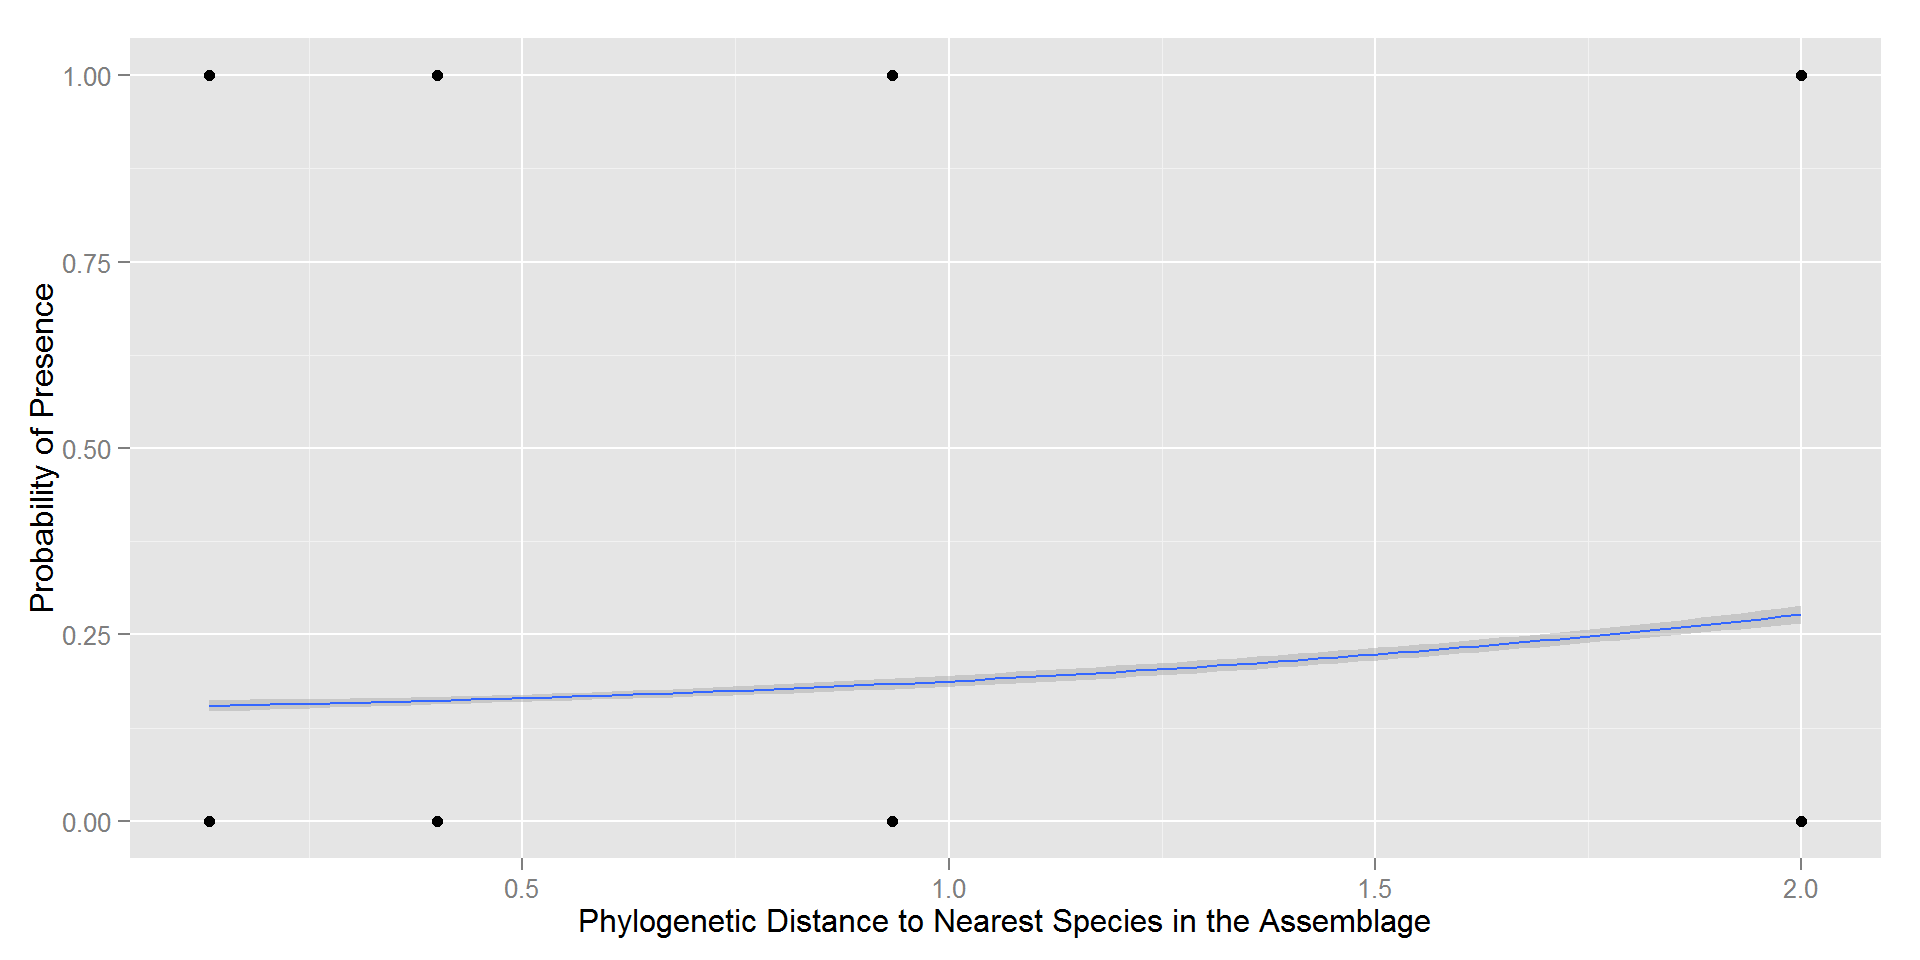 1.00
0.75
0.50
0.25
0.00
Probability of Presence
0.5 1.0 1.5 2.0
Phylogenetic Distance to Nearest Species in the Assemblage